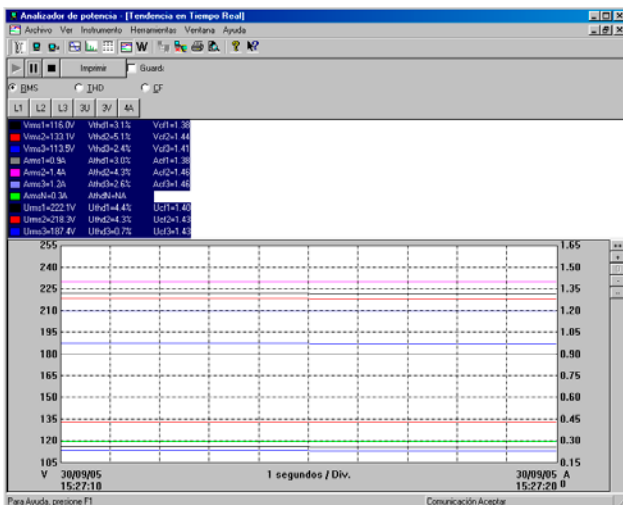 Analizador de potencia - [Tendencia en Tiempo Real]
Archivo Ver Instrumento Herramientas Ventana Ayuda
W
Imprimir Guarda
RMS THD CF
L1 L2 L3 3U 3V 4A
Vrms1=116.0V Vthd1=3.1% Vcf1=1.38
Vrms2=133.1V Vthd2=5.1% Vcf2=1.44
Vrms3=113.5V Vthd3=2.4% Vcf3=1.41
Arms1=0.9A Athd1=3.0% Acf1=1.38
Arms2=1.4A Athd2=4.3% Acf2=1.46
Arms3=1.2A Athd3=2.6% Acf3=1.46
ArmsN=0.3A AthdN=NA
Urms1=222.1V Uthd1=4.4% Ucf1=1.40
Urms2=218.3V Uthd2=4.3% Ucf2=1.43
Urms3=187.4V Uthd3=0.7% Ucf3=1.43
255 1.65
240 1.50
225 1.35
210 1.20
195 1.05
180 0.90
165 0.75
150 0.60
135 0.45
120 0.30
105 0.15
V 30/09/05 1 segundos / Div. 30/09/05 A
15:27:10 15:27:20 0
Para Ayuda, presione F1 Comunicación Aceptar